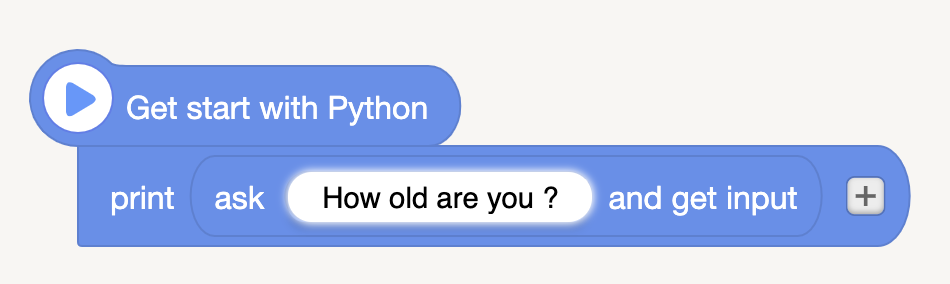 Get start with Python
print ask How old are you ? and get input +